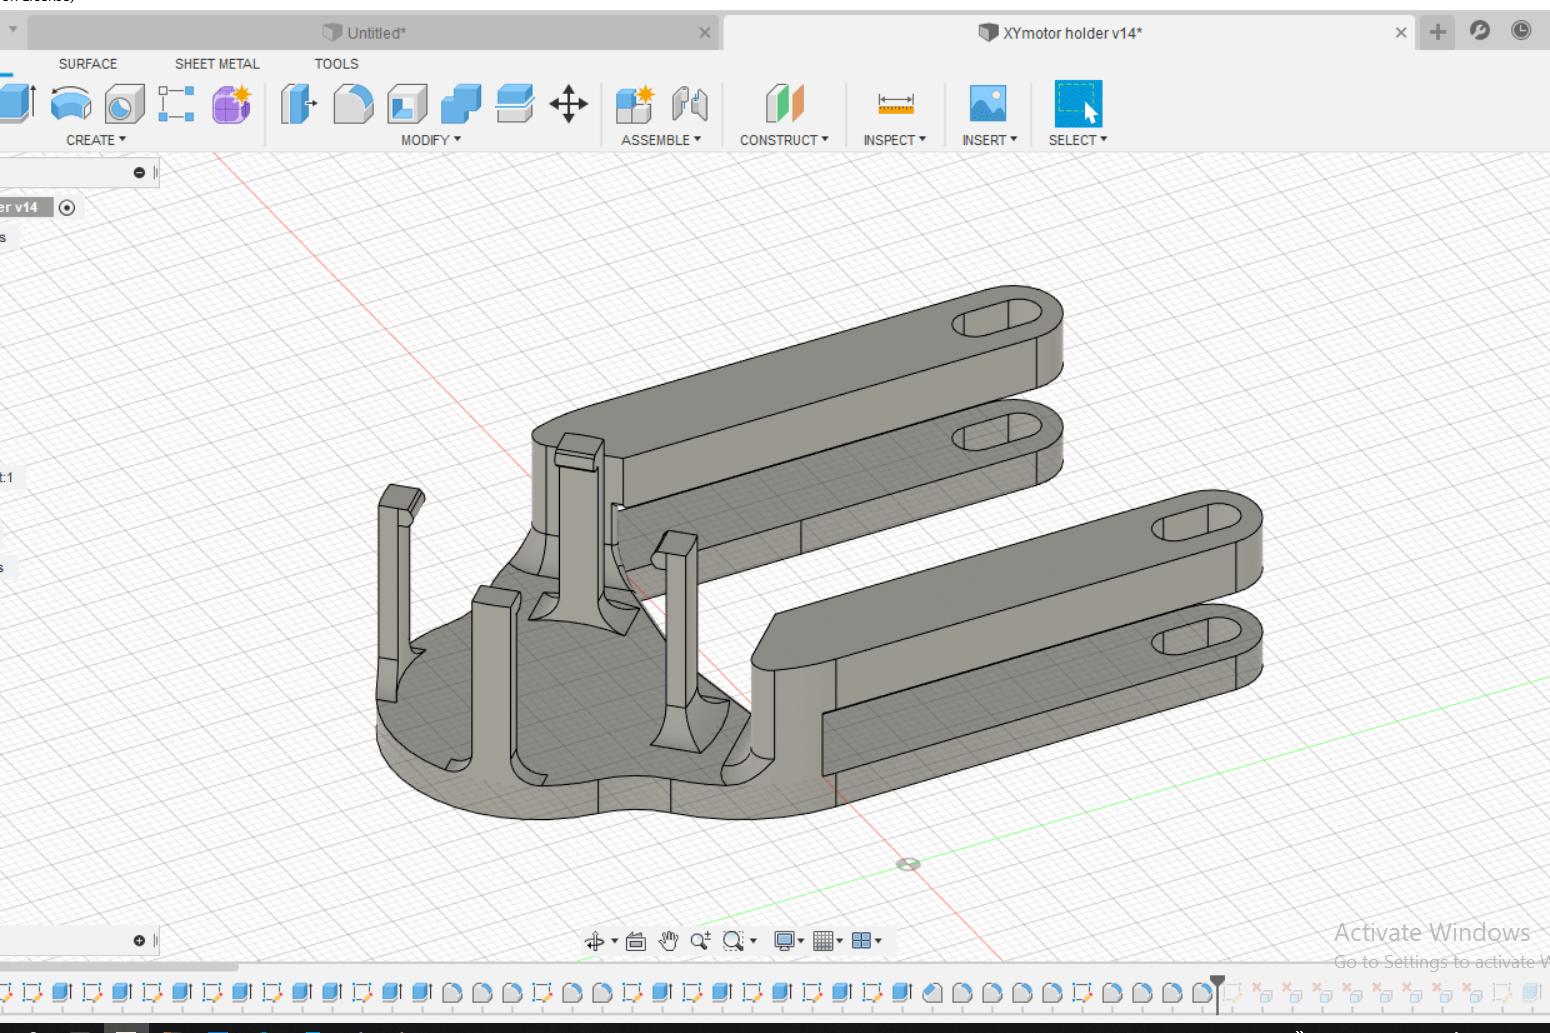 Untitled*
XYmotor holder v14*
SURFACE
SHEET METAL
TOOLS
CREATE
MODIFY
ASSEMBLE
CONSTRUCT
INSPECT
INSERT
SELECT
er v14
s
t:1
s
Activate Windows
Go to Settings to activate W